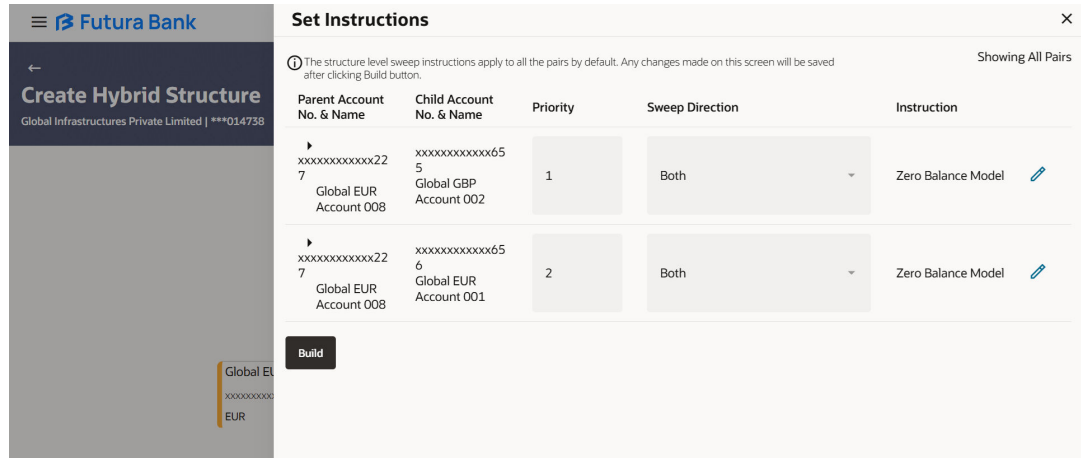 Futura Bank
←
Create Hybrid Structure
Global Infrastructures Private Limited | ***014738
Global EU
EUR
Set Instructions
Showing All Pairs
The structure level sweep instructions apply to all the pairs by default. Any changes made on this screen will be saved
after clicking Build button.
Parent Account
No. & Name
Child Account
No. & Name
Priority
Sweep Direction
Instruction
xxxxxxxxxxxx22
7
Global EUR
Account 008
xxxxxxxxxxxx65
5
Global GBP
Account 002
1
Both
Zero Balance Model
xxxxxxxxxxxx22
7
Global EUR
Account 008
xxxxxxxxxxxx65
6
Global EUR
Account 001
2
Both
Zero Balance Model
Build